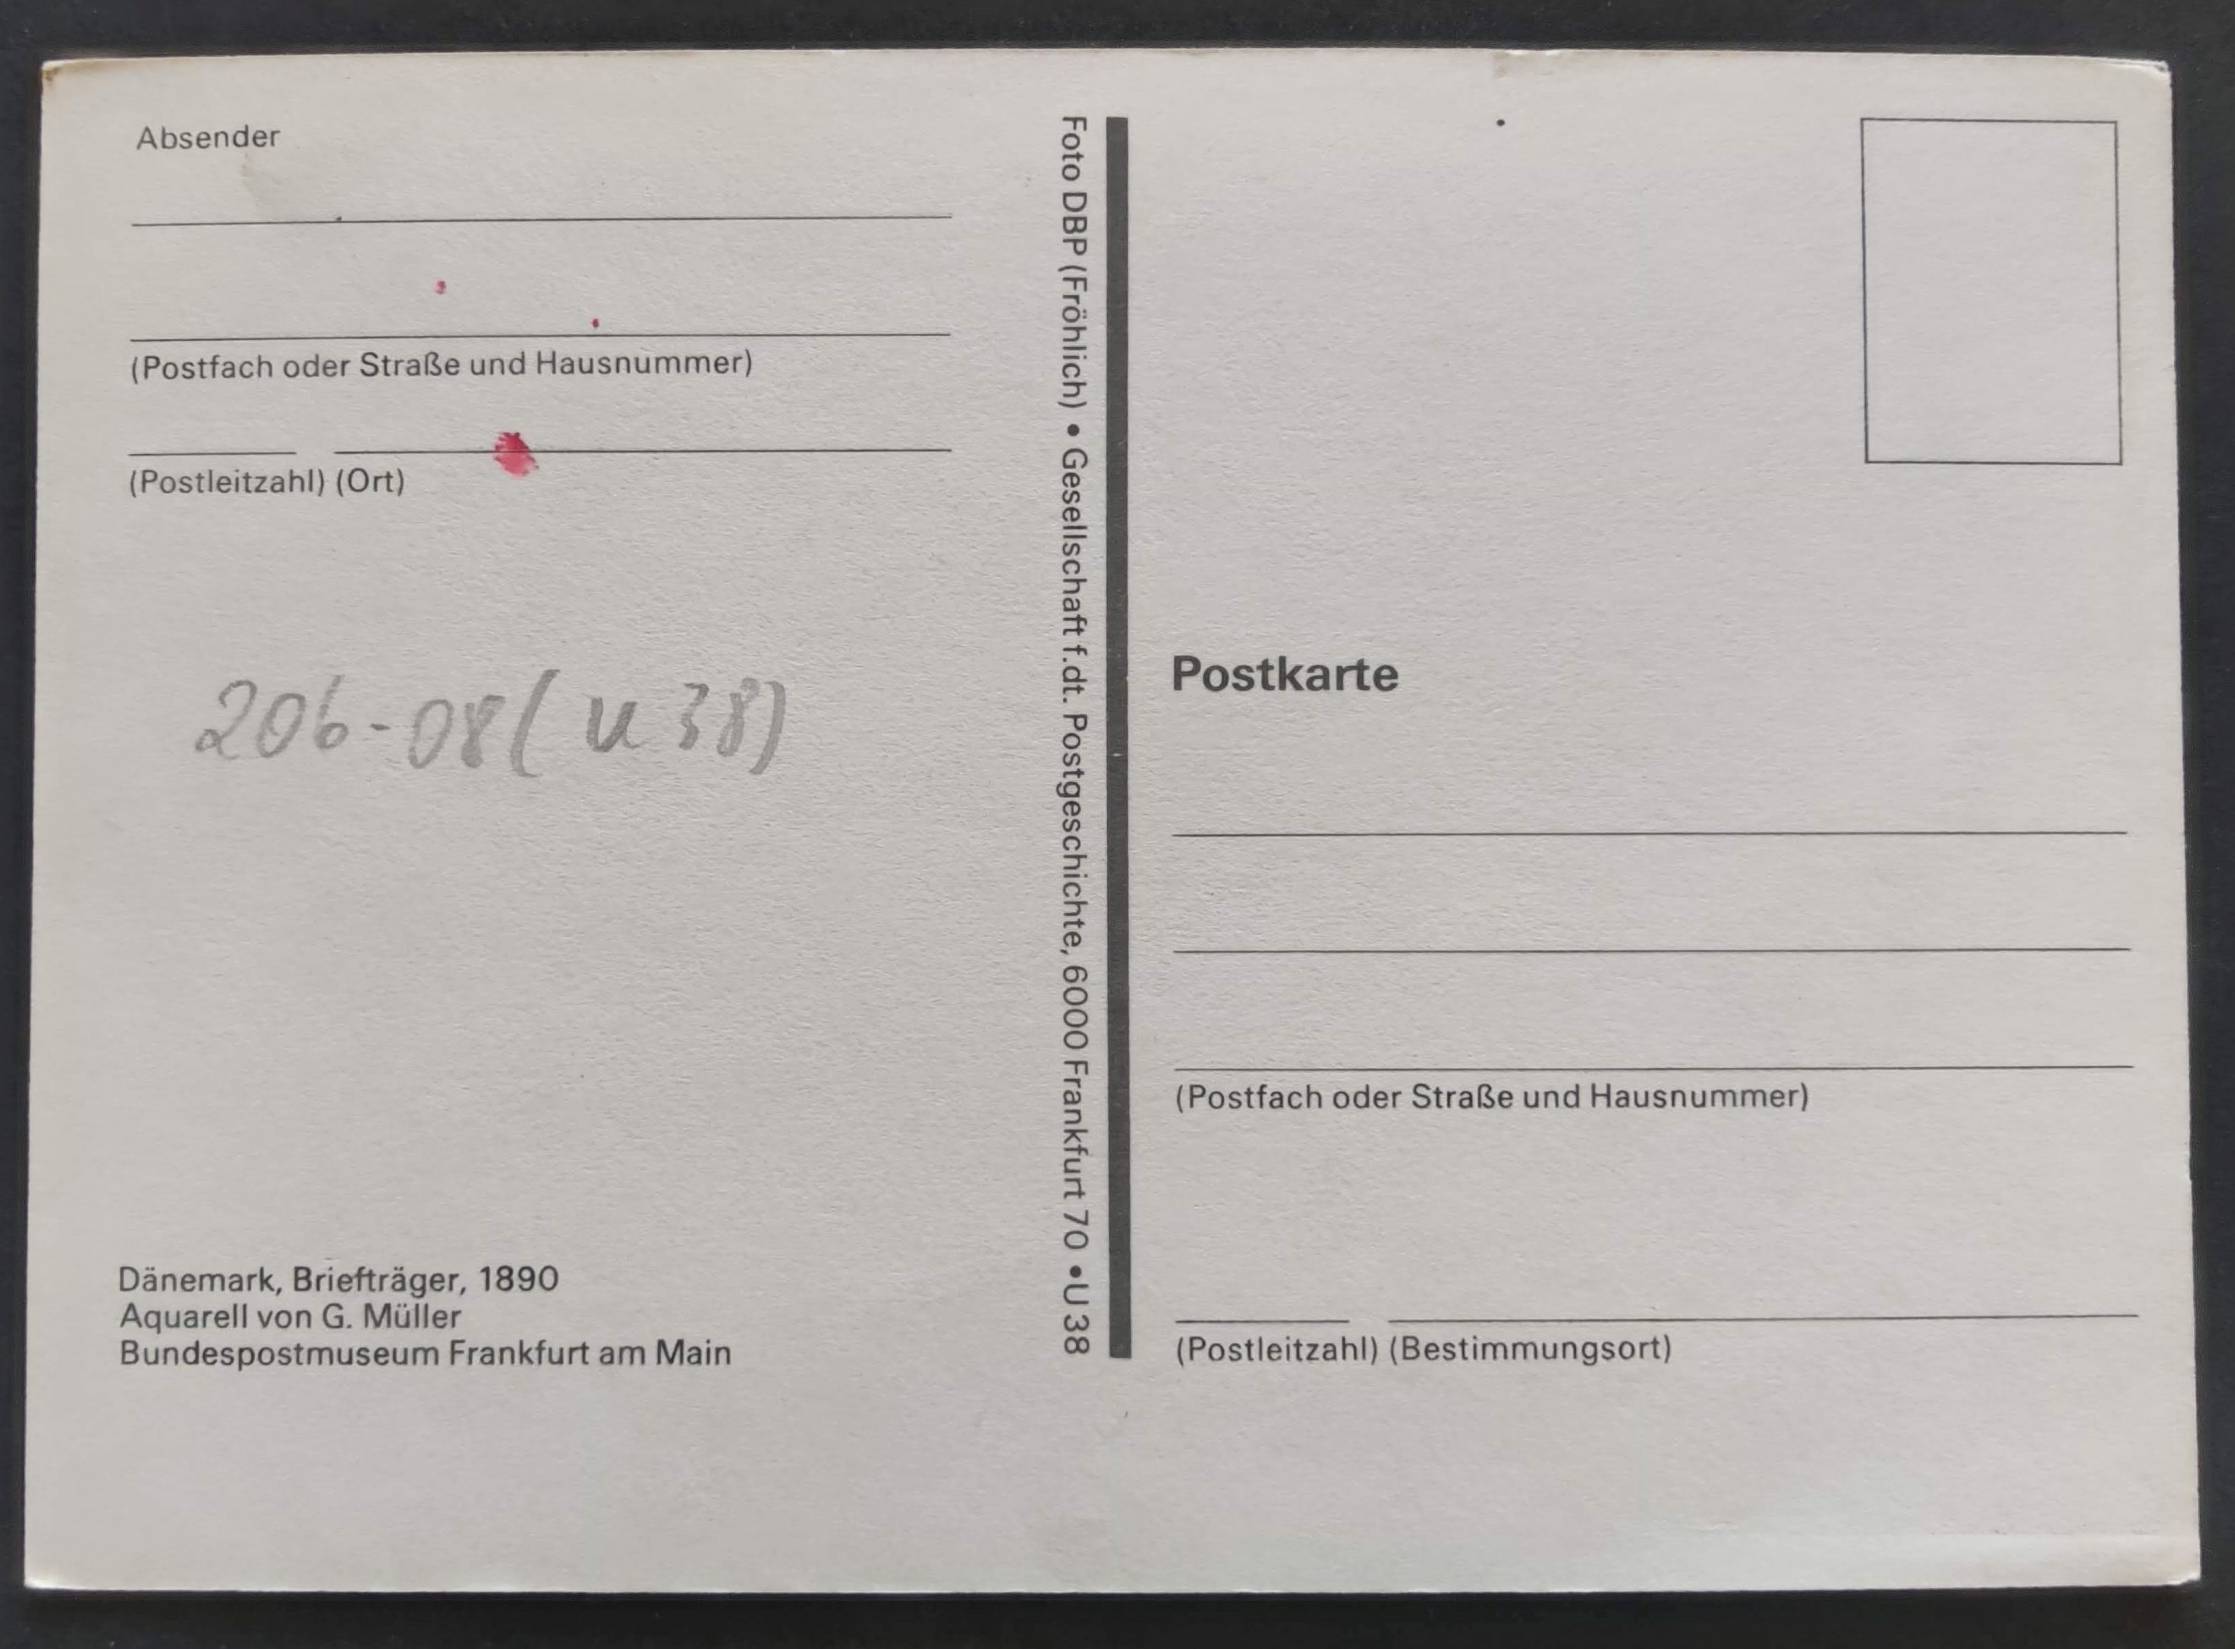 Absender
(Postfach oder Straße und Hausnummer)
(Postleitzahl) (Ort)
206-08 (U 38)
Dänemark, Briefträger, 1890
Aquarell von G. Müller
Bundespostmuseum Frankfurt am Main
Foto DBP (Fröhlich) • Gesellschaft f.dt. Postgeschichte, 6000 Frankfurt 70 •U 38
Postkarte
(Postfach oder Straße und Hausnummer)
(Postleitzahl) (Bestimmungsort)